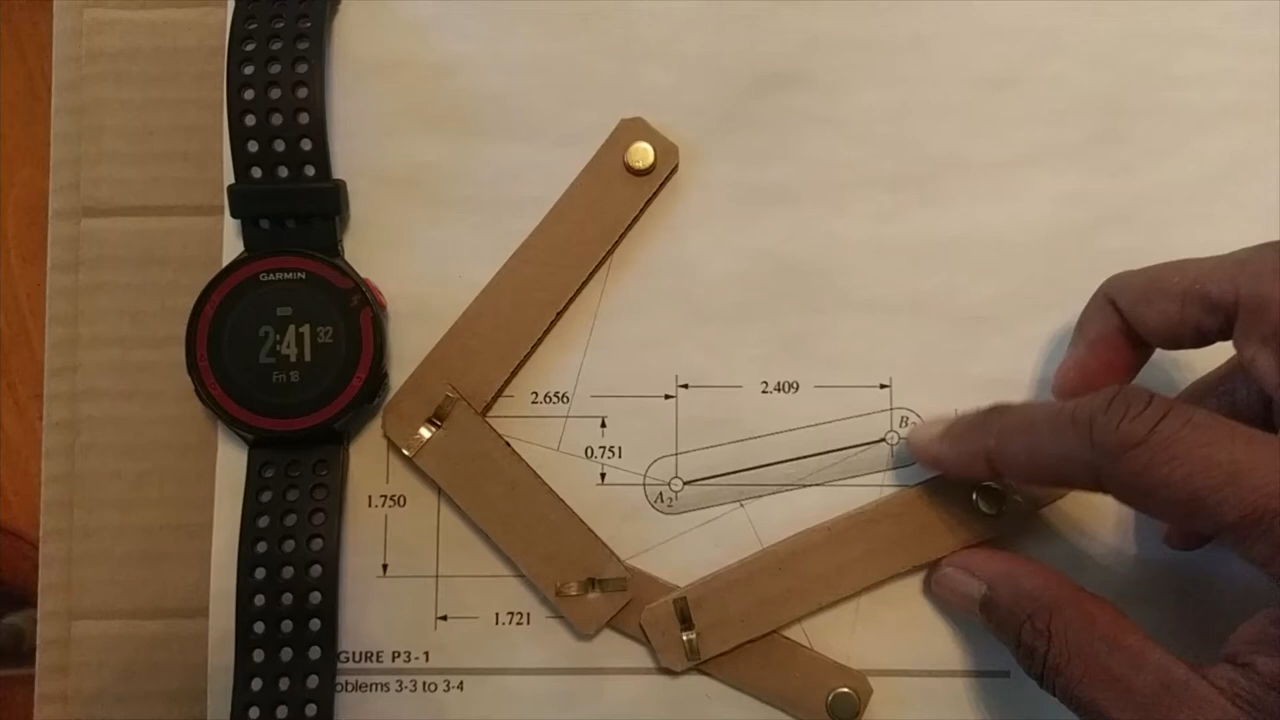 GARMIN
2:41 32
Fri 18
2.656
2.409
0.751
A2
1.750
1.721
GURE P3-1
oblems 3-3 to 3-4